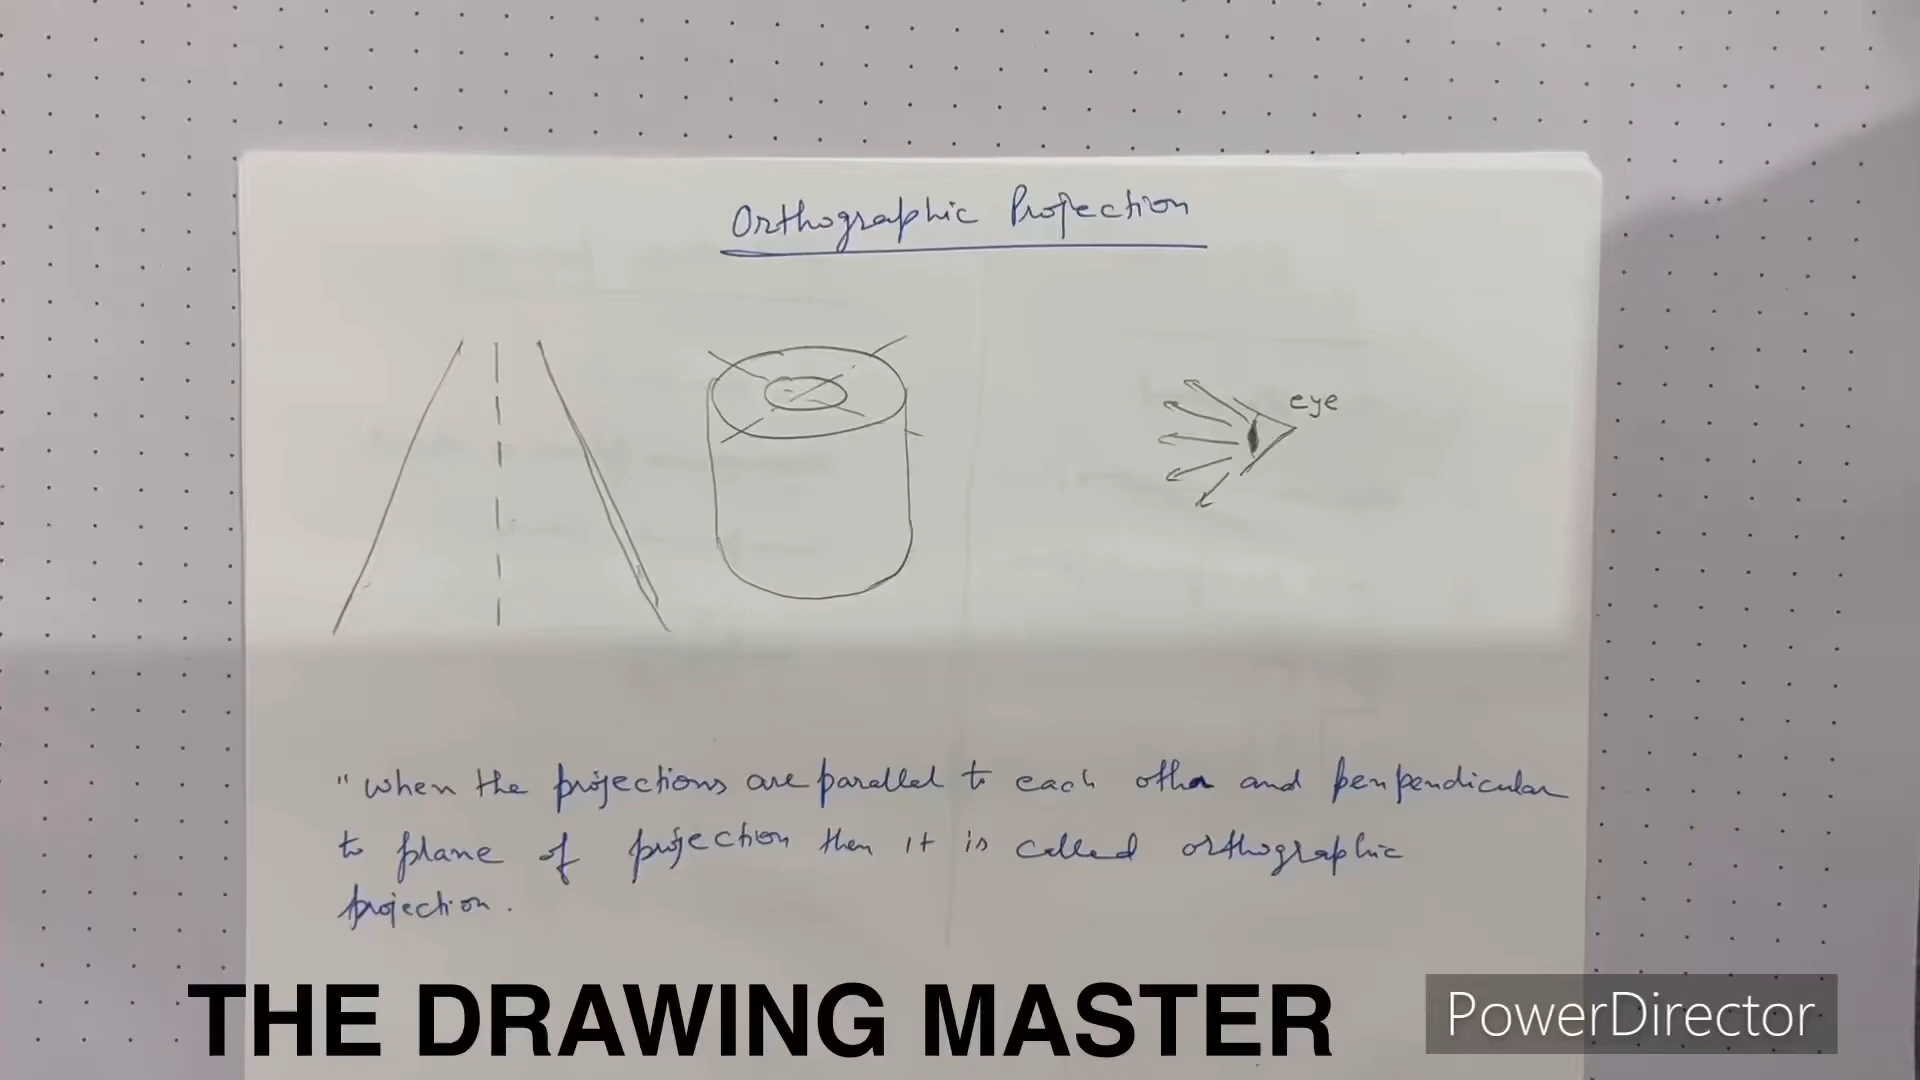 Orthographic Projection
eye
"when the projections are parallel to each other and perpendicular
to plane of projection then it is called orthographic
projection.
THE DRAWING MASTER
PowerDirector